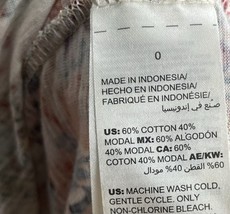 0
MADE IN INDONESIA/
HECHO EN INDONESIA/
FABRIQUÉ EN INDONÉSIE/
صنع في إندونيسيا
US: 60% COTTON 40%
MODAL MX: 60% ALGODÓN
40% MODAL CA: 60%
COTON 40% MODAL AE/KW:
60% القطن 40% مودال
US: MACHINE WASH COLD,
GENTLE CYCLE. ONLY
NON-CHLORINE BLEACH.